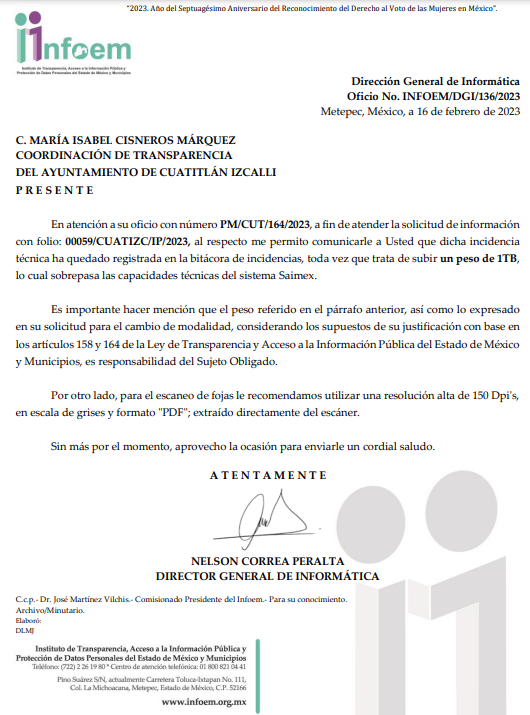 "2023. Año del Septuagésimo Aniversario del Reconocimiento del Derecho al Voto de las Mujeres en México".
infoem
Instituto de Transparencia, Acceso a la Información Pública y
Protección de Datos Personales del Estado de México y Municipios
Dirección General de Informática
Oficio No. INFOEM/DGI/136/2023
Metepec, México, a 16 de febrero de 2023
C. MARÍA ISABEL CISNEROS MÁRQUEZ
COORDINACIÓN DE TRANSPARENCIA
DEL AYUNTAMIENTO DE CUATITLÁN IZCALLI
P R E S E N T E
En atención a su oficio con número PM/CUT/164/2023, a fin de atender la solicitud de información
con folio: 00059/CUATIZC/IP/2023, al respecto me permito comunicarle a Usted que dicha incidencia
técnica ha quedado registrada en la bitácora de incidencias, toda vez que trata de subir un peso de 1TB,
lo cual sobrepasa las capacidades técnicas del sistema Saimex.
Es importante hacer mención que el peso referido en el párrafo anterior, así como lo expresado
en su solicitud para el cambio de modalidad, considerando los supuestos de su justificación con base en
los artículos 158 y 164 de la Ley de Transparencia y Acceso a la Información Pública del Estado de México
y Municipios, es responsabilidad del Sujeto Obligado.
Por otro lado, para el escaneo de fojas le recomendamos utilizar una resolución alta de 150 Dpi's,
en escala de grises y formato "PDF"; extraído directamente del escáner.
Sin más por el momento, aprovecho la ocasión para enviarle un cordial saludo.
A T E N T A M E N T E
NELSON CORREA PERALTA
DIRECTOR GENERAL DE INFORMÁTICA
C.c.p.- Dr. José Martínez Vilchis.- Comisionado Presidente del Infoem.- Para su conocimiento.
Archivo/Minutario.
Elaboró:
DLMJ
Instituto de Transparencia, Acceso a la Información Pública y
Protección de Datos Personales del Estado de México y Municipios
Teléfono: (722) 2 26 19 80 * Centro de atención telefónica: 01 800 821 04 41
Pino Suárez S/N, actualmente Carretera Toluca-Ixtapan No. 111,
Col. La Michoacana, Metepec, Estado de México, C.P. 52166
www.infoem.org.mx